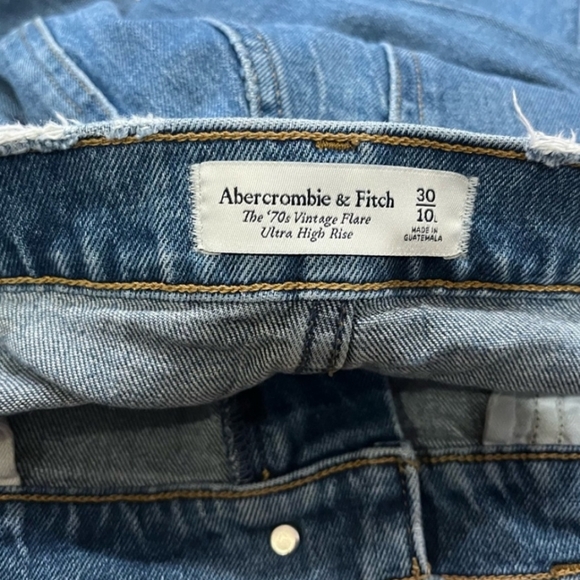 Abercrombie & Fitch
The '70s Vintage Flare
Ultra High Rise
30
10L
MADE IN
GUATEMALA